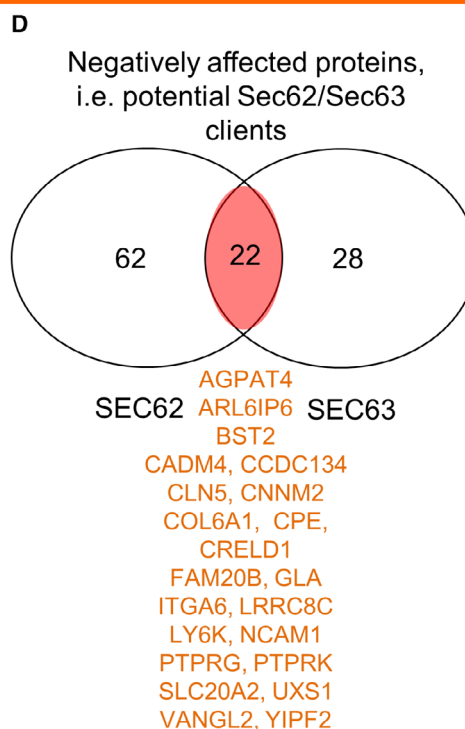 D
Negatively affected proteins,
i.e. potential Sec62/Sec63
clients
62 22 28
AGPAT4
SEC62 ARL6IP6 SEC63
BST2
CADM4, CCDC134
CLN5, CNNM2
COL6A1, CPE,
CRELD1
FAM20B, GLA
ITGA6, LRRC8C
LY6K, NCAM1
PTPRG, PTPRK
SLC20A2, UXS1
VANGL2, YIPF2